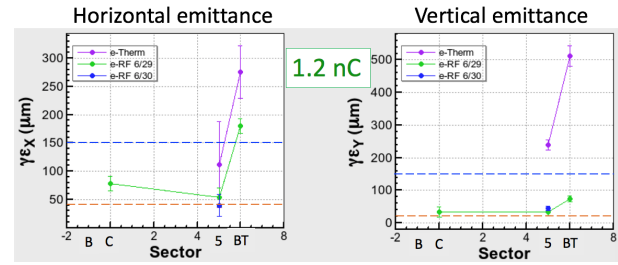 Horizontal emittance
Vertical emittance
1.2 nC
e-Therm
e-RF 6/29
e-RF 6/30
300
250
200
150
100
50
γεX (μm)
-2 B C 2 4 5 BT 8
Sector
e-Therm
e-RF 6/29
e-RF 6/30
500
400
300
200
100
0
γεY (μm)
-2 B C 2 4 5 BT 8
Sector